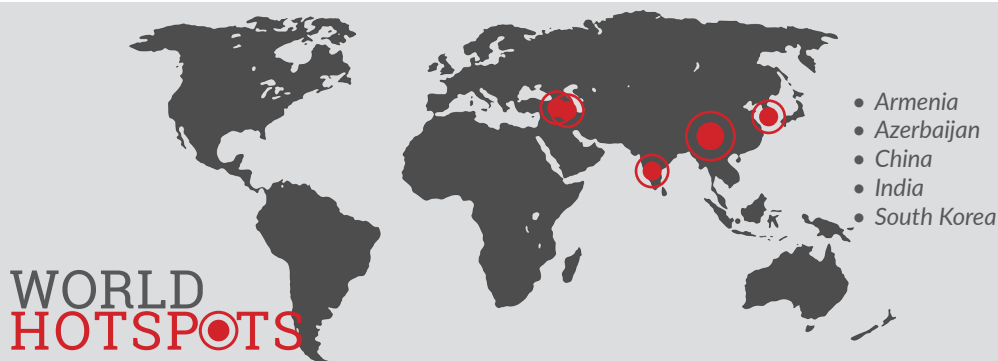 Armenia
Azerbaijan
China
India
South Korea
WORLD
HOTSPOTS